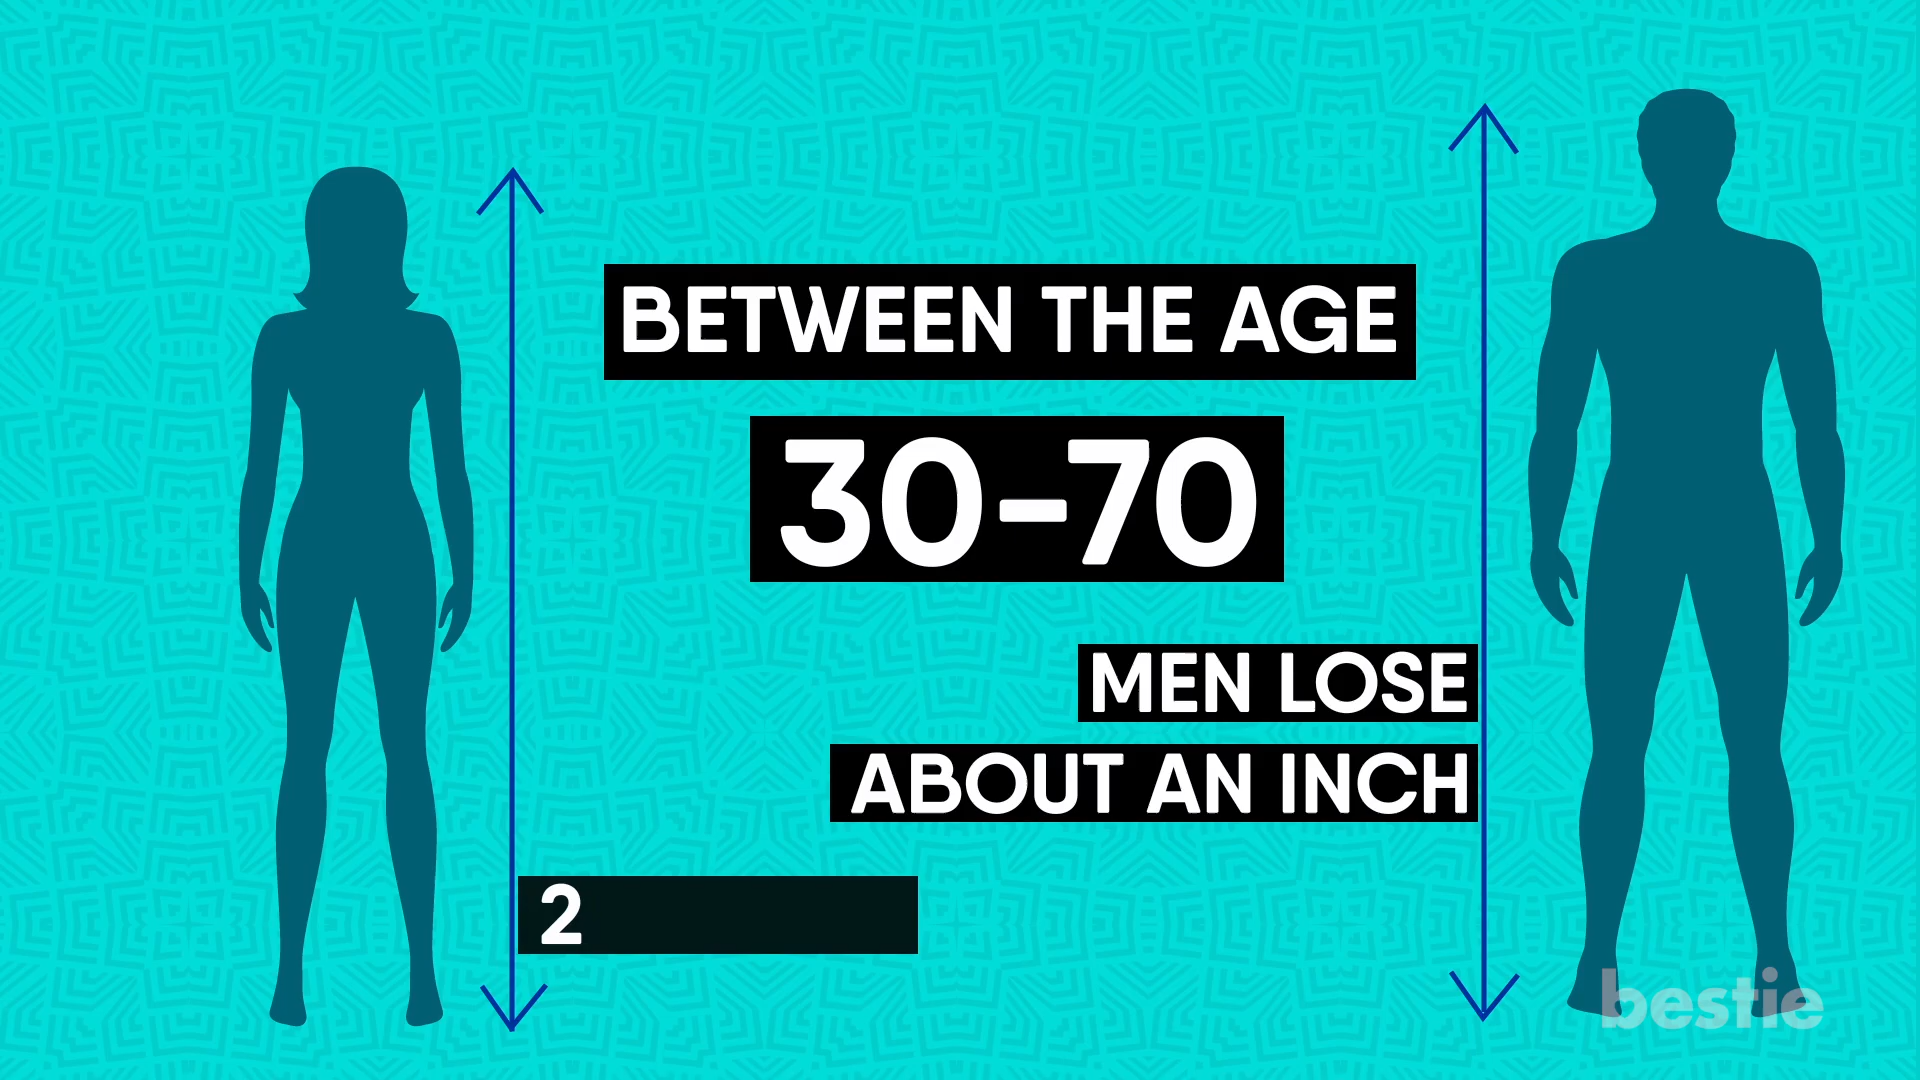 BETWEEN THE AGE
30-70
MEN LOSE
ABOUT AN INCH
2
bestie